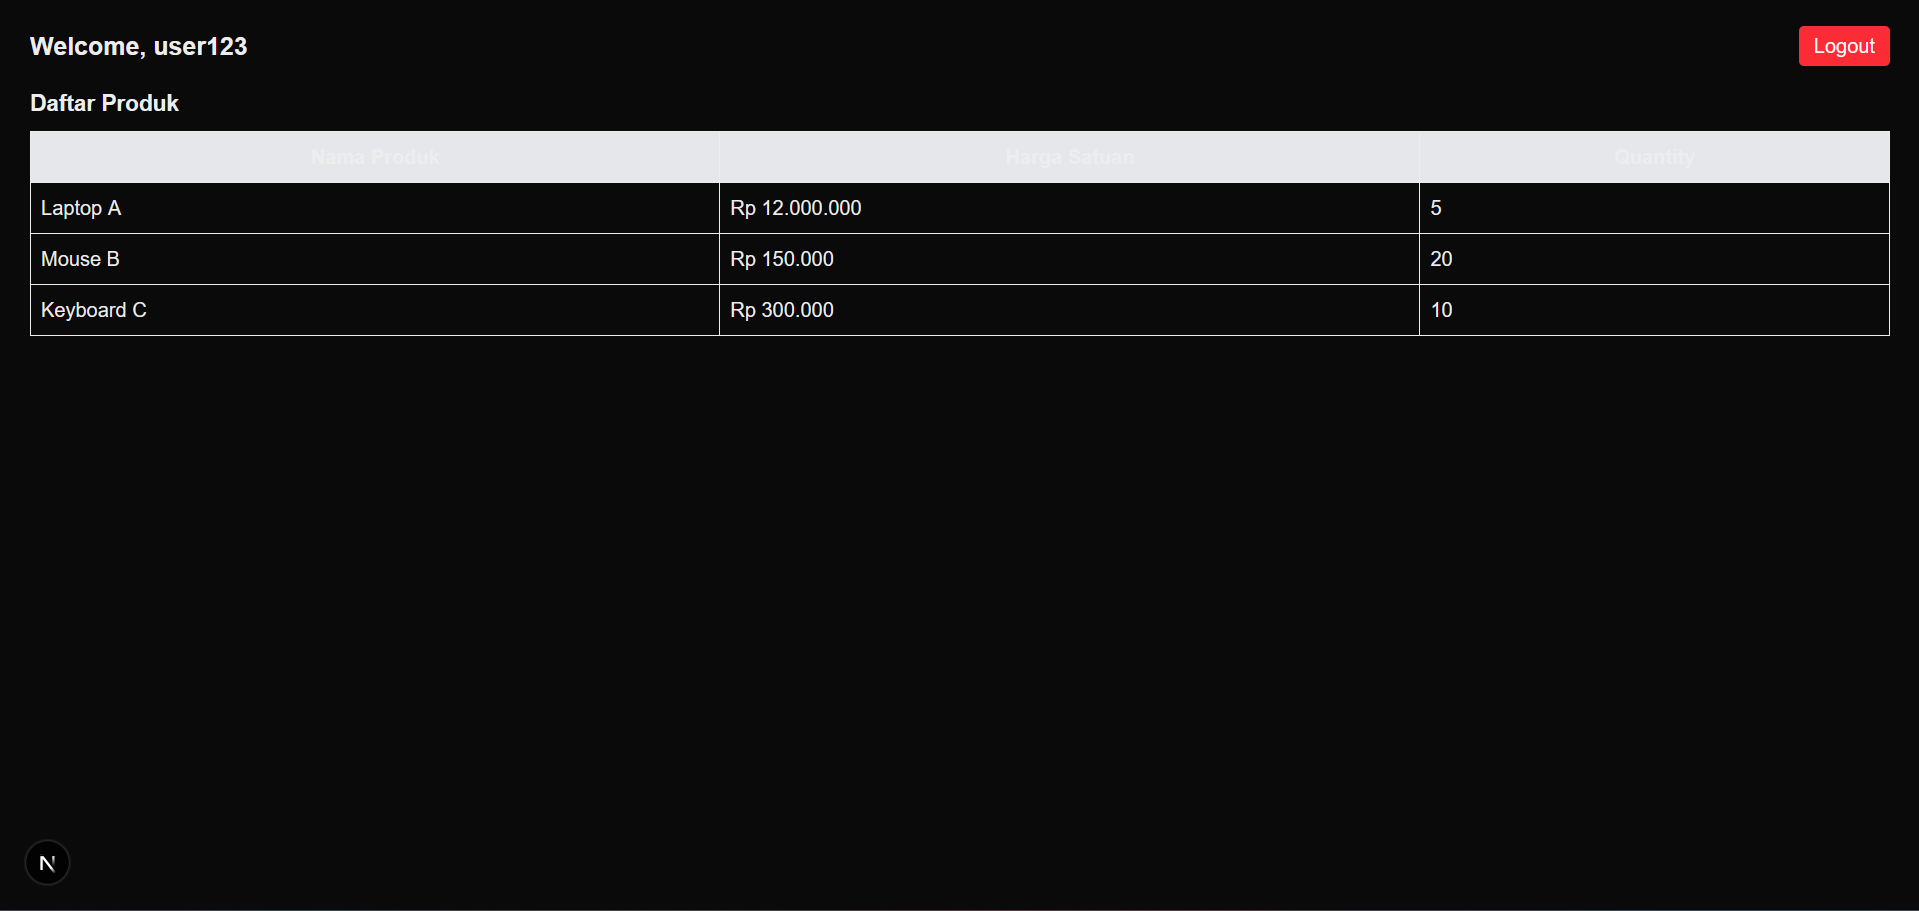 Welcome, user123
Logout
Daftar Produk
Nama Produk Harga Satuan Quantity
Laptop A Rp 12.000.000 5
Mouse B Rp 150.000 20
Keyboard C Rp 300.000 10
N